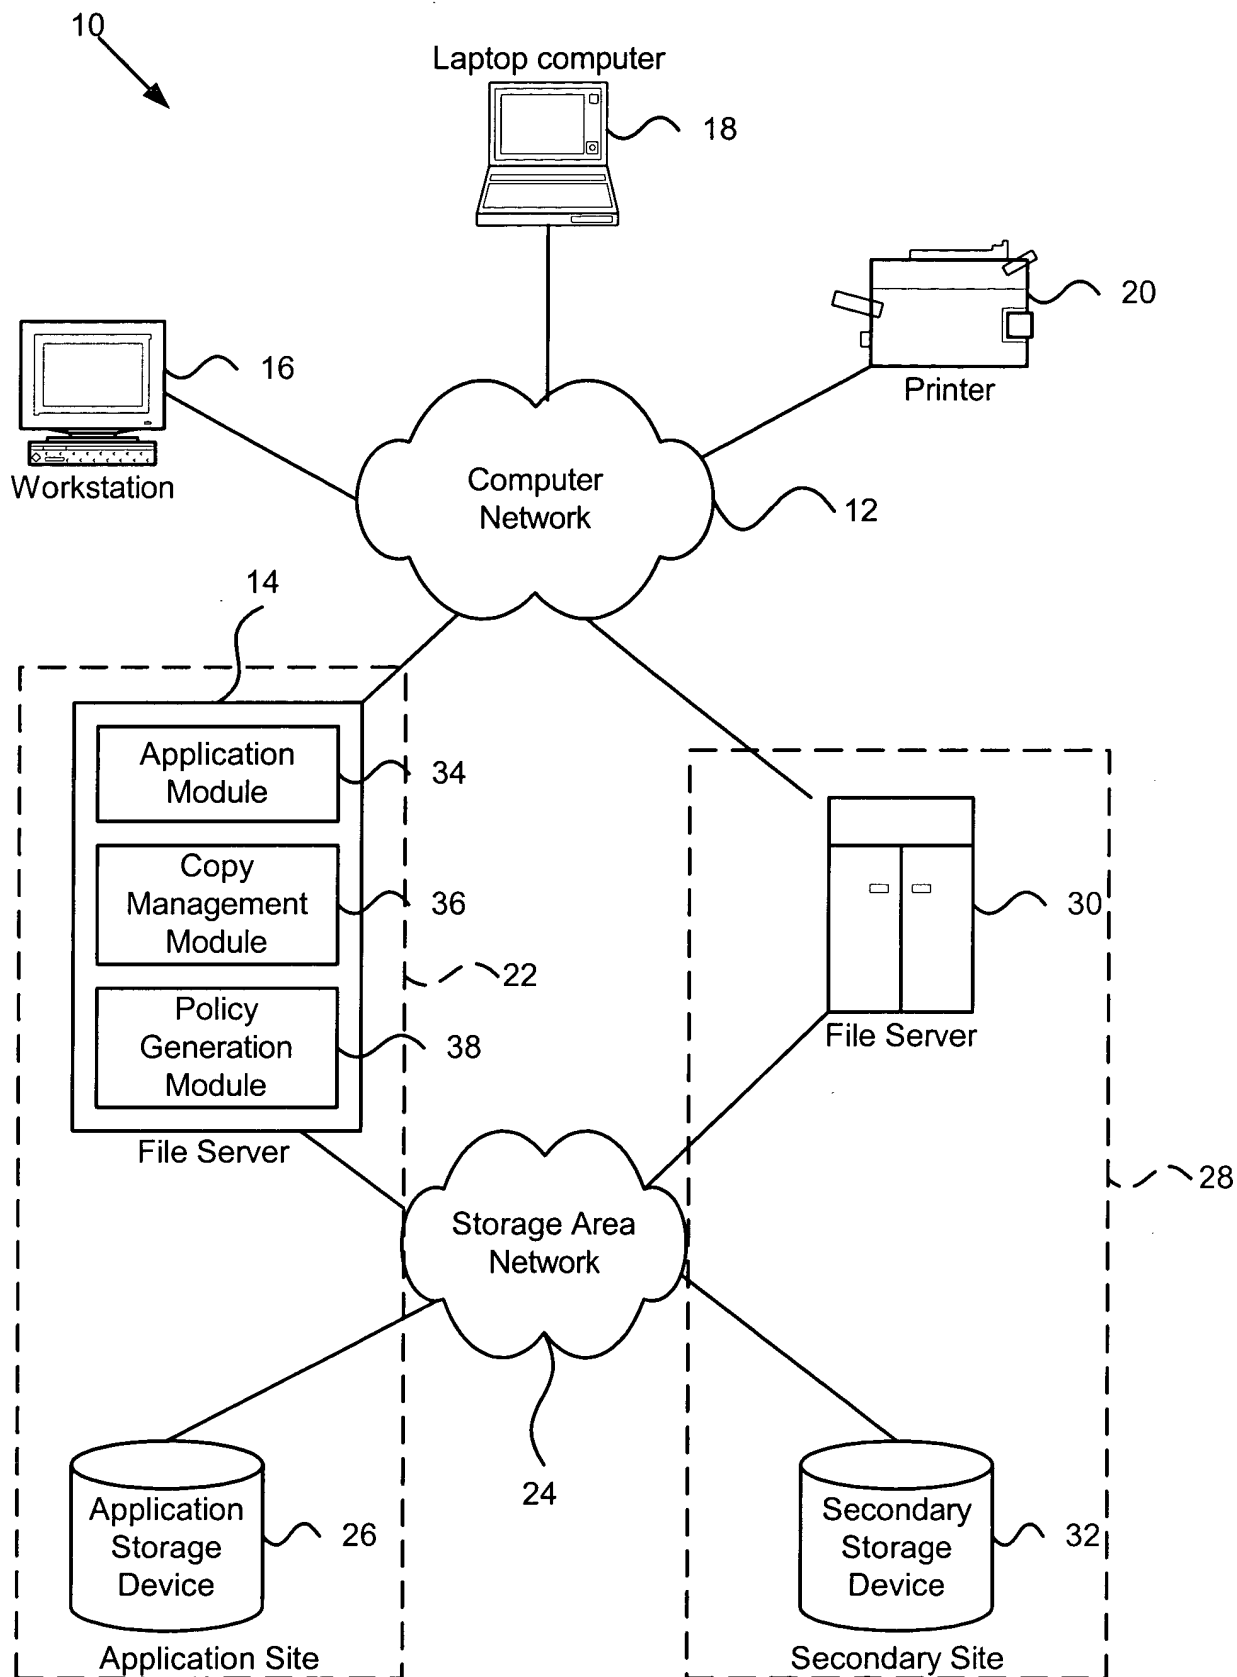 10
Laptop computer
18
20
Printer
16
Workstation
Computer
Network
12
14
Application
Module
34
Copy
Management
Module
36
22
30
Policy
Generation
Module
38
File Server
File Server
28
Storage Area
Network
24
Application
Storage
Device
26
Secondary
Storage
Device
32
Application Site
Secondary Site